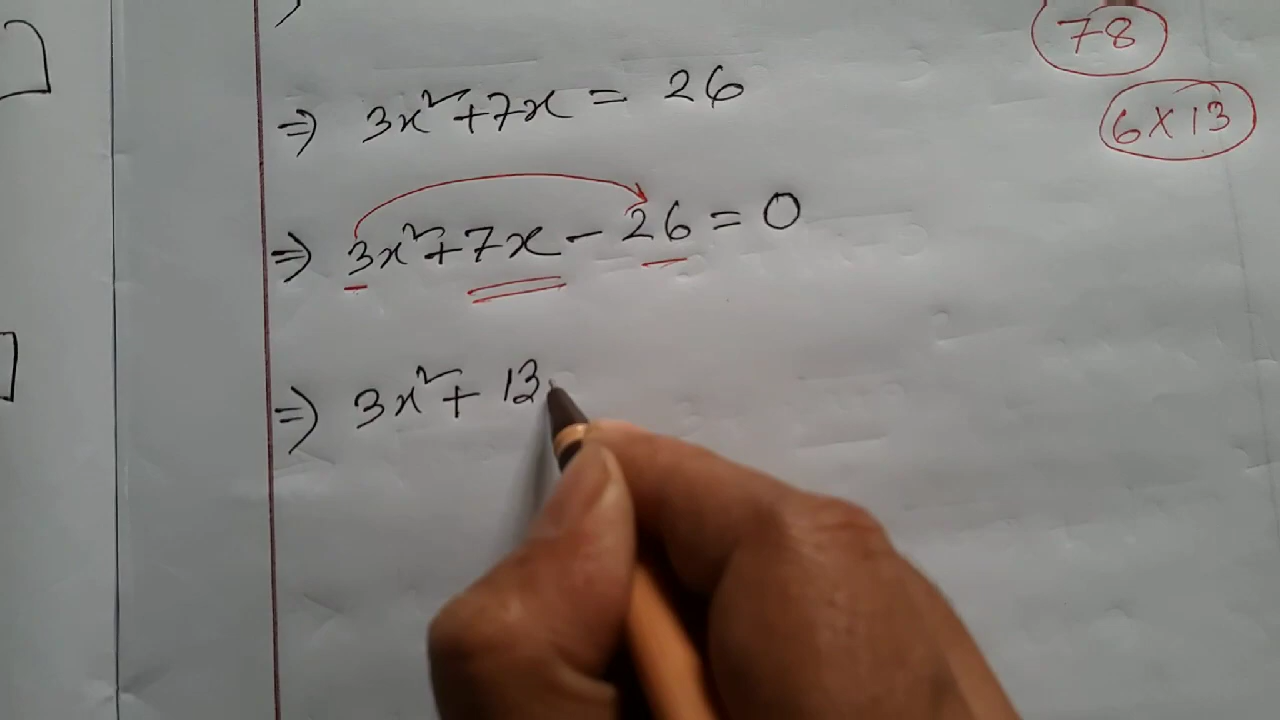 78
⇒ 3x²+7x = 26
6×13
⇒ 3x²+7x-26=0
⇒ 3x²+ 13